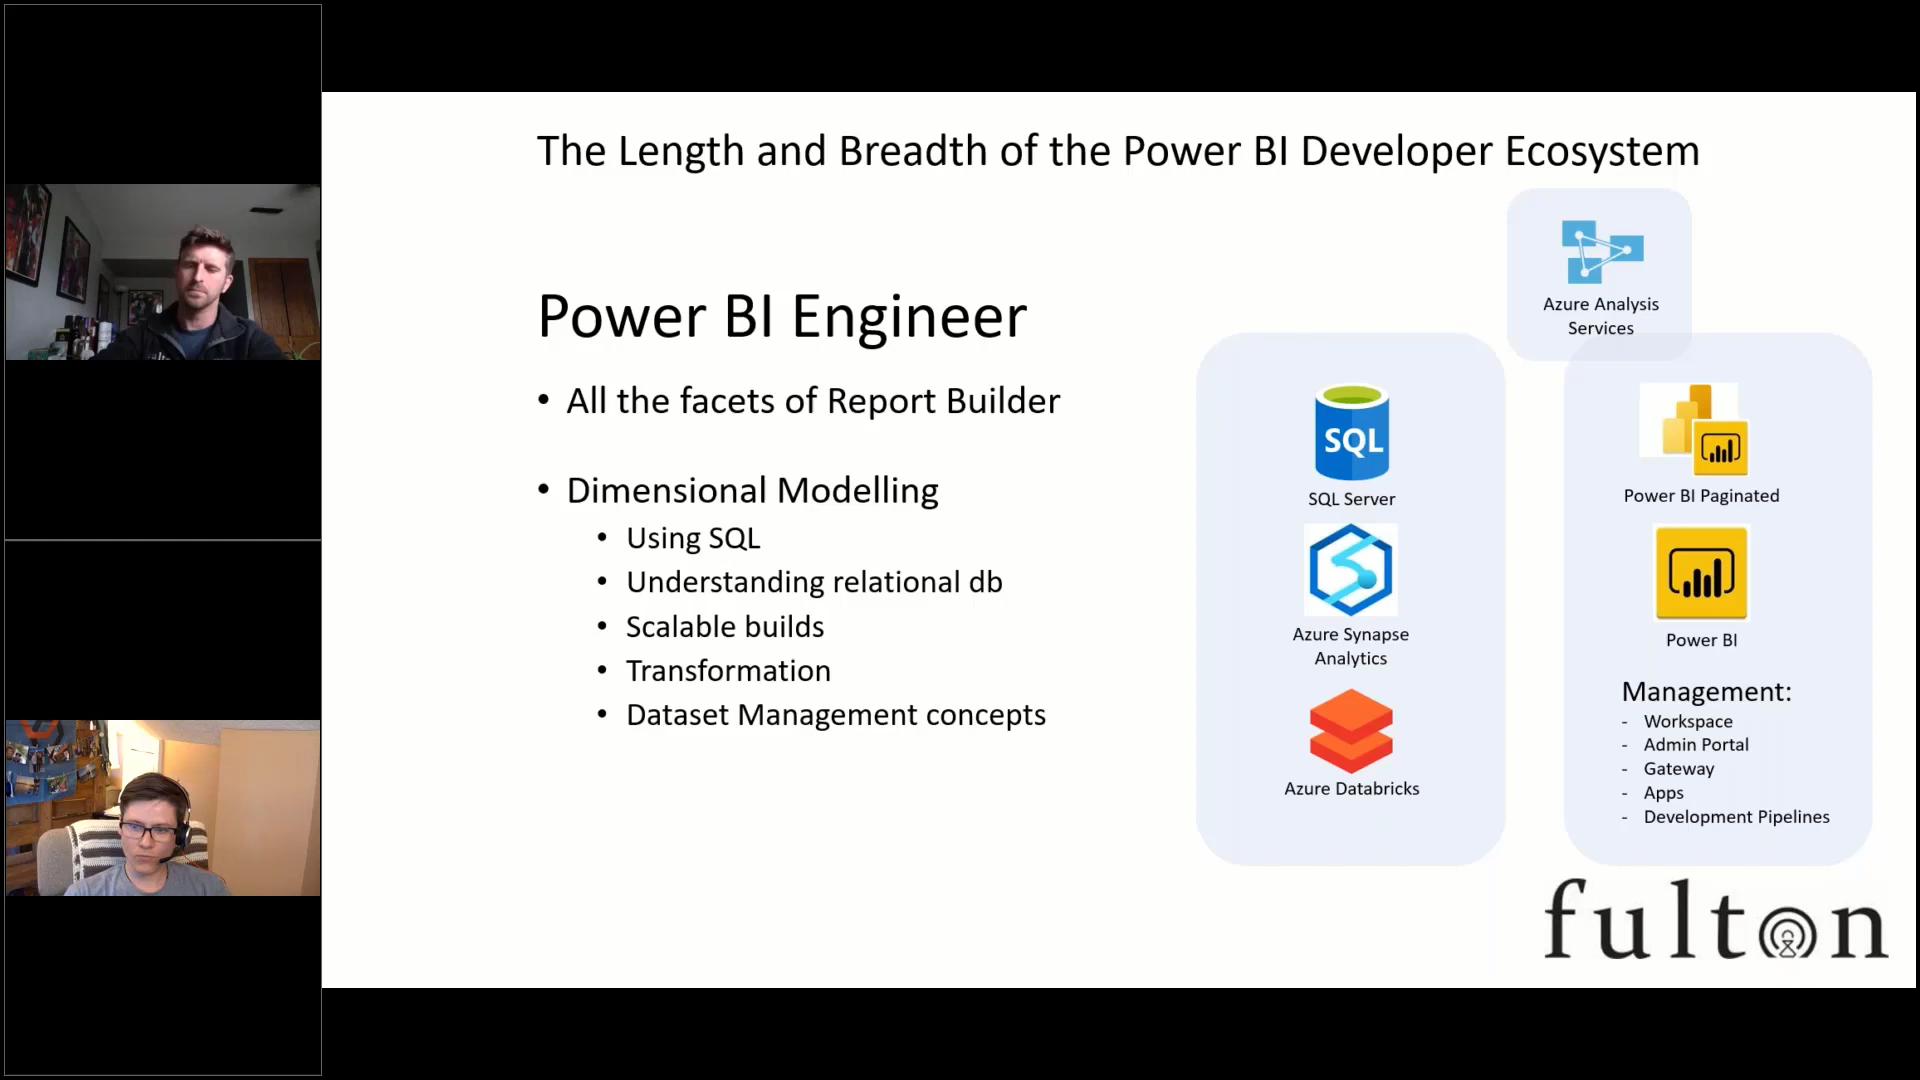 The Length and Breadth of the Power BI Developer Ecosystem
Power BI Engineer
• All the facets of Report Builder
• Dimensional Modelling
• Using SQL
• Understanding relational db
• Scalable builds
• Transformation
• Dataset Management concepts
Azure Analysis
Services
SQL
SQL Server
Azure Synapse
Analytics
Azure Databricks
Power BI Paginated
Power BI
Management:
- Workspace
- Admin Portal
- Gateway
- Apps
- Development Pipelines
fulton